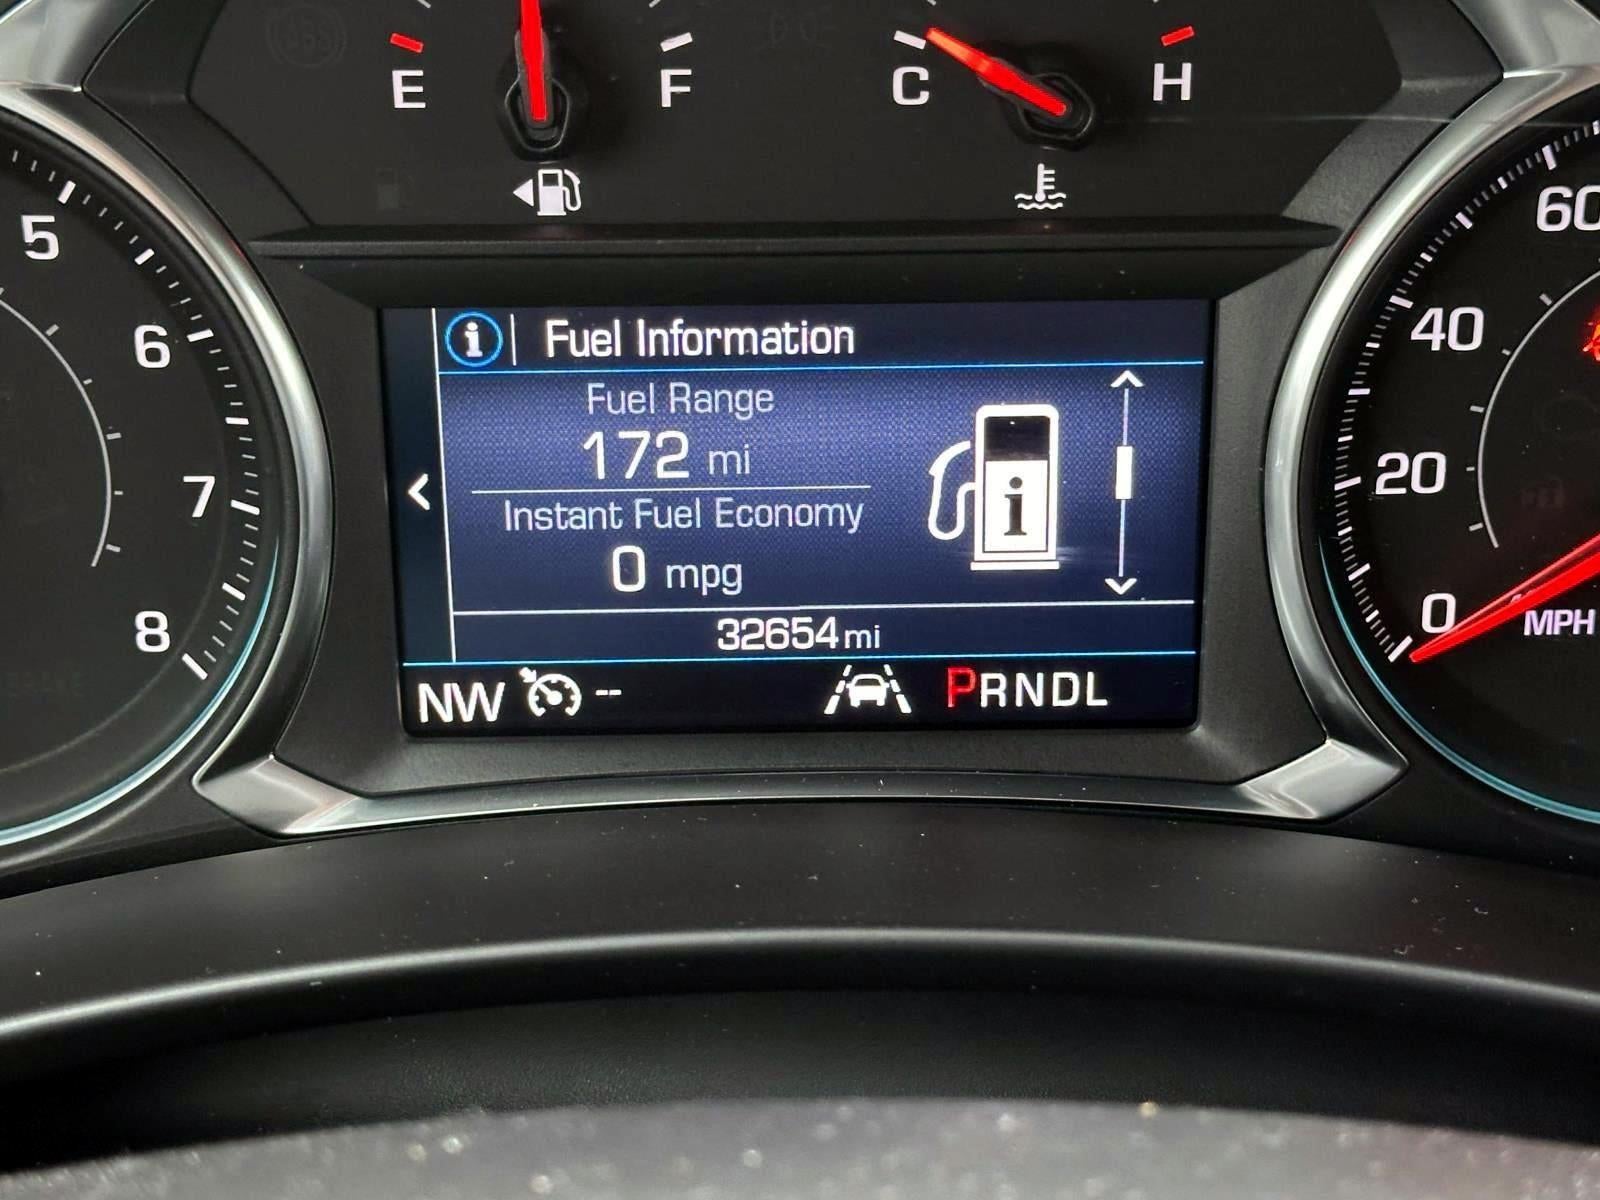 E F C H
5
6
7
8
60
40
20
0
MPH
i Fuel Information
Fuel Range
172 mi
Instant Fuel Economy
0 mpg
i
32654 mi
NW -- PRNDL